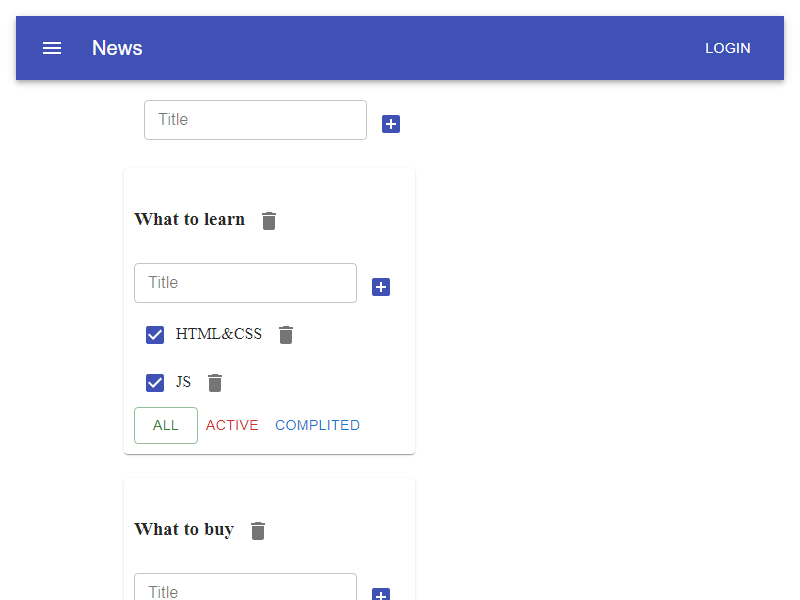 News LOGIN
Title
What to learn
Title
HTML&CSS
JS
ALL ACTIVE COMPLITED
What to buy
Title